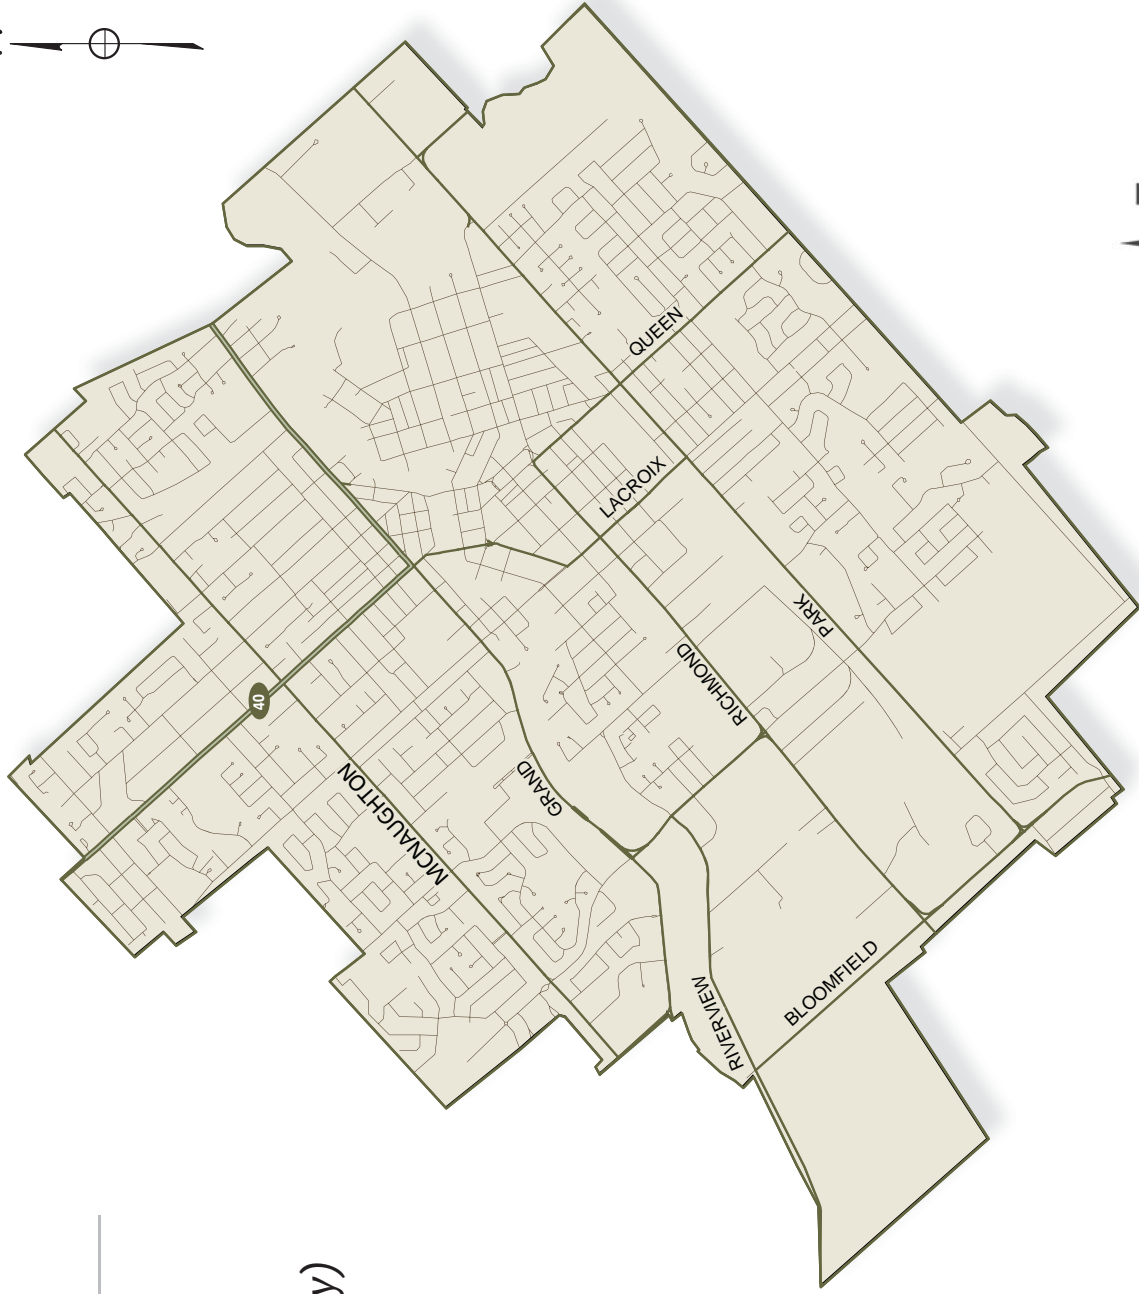 QUEEN
LACROIX
40
PARK
RICHMOND
GRAND
MCNAUGHTON
RIVERVIEW
BLOOMFIELD
y)